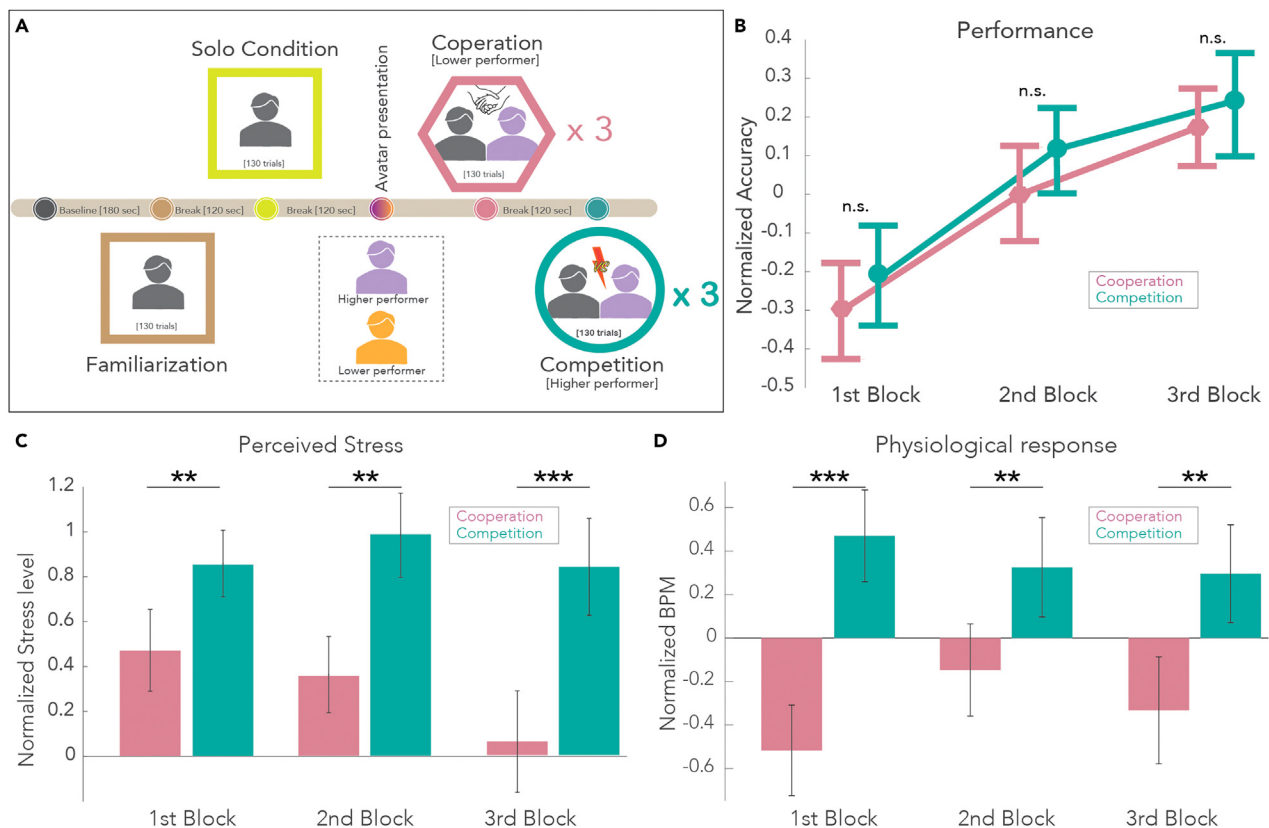 A
Solo Condition
[130 trials]
Avatar presentation
Coperation
[Lower performer]
[130 trials]
x 3
Baseline [180 sec]
Break [120 sec]
Break [120 sec]
Break [120 sec]
[130 trials]
Familiarization
Higher performer
Lower performer
VS
[130 trials]
x 3
Competition
[Higher performer]
B
Performance
Normalized Accuracy
0.4
0.3
0.2
0.1
0
-0.1
-0.2
-0.3
-0.4
-0.5
n.s.
n.s.
n.s.
Cooperation
Competition
1st Block
2nd Block
3rd Block
C
Perceived Stress
Normalized Stress level
1.2
1
0.8
0.6
0.4
0.2
0
**
**
***
Cooperation
Competition
1st Block
2nd Block
3rd Block
D
Physiological response
Normalized BPM
0.6
0.4
0.2
0
-0.2
-0.4
-0.6
***
**
**
Cooperation
Competition
1st Block
2nd Block
3rd Block